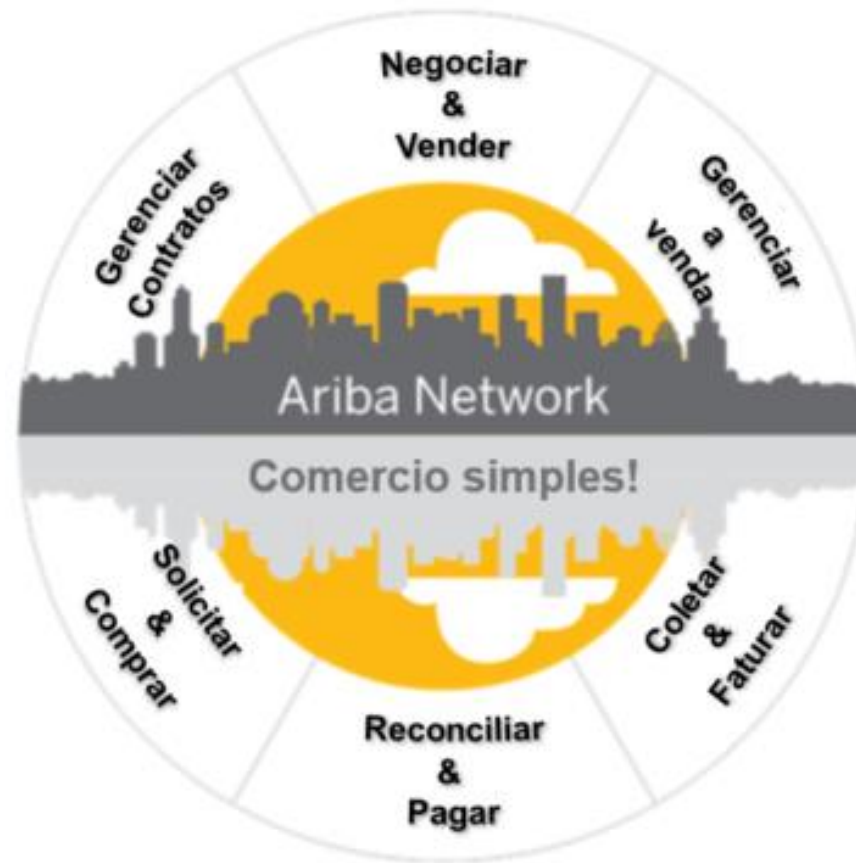 Negociar
&
Vender
Gerenciar
Contratos
Gerenciar
a
venda
Ariba Network
Comercio simples!
Solicitar
&
Comprar
Coletar
&
Faturar
Reconciliar
&
Pagar